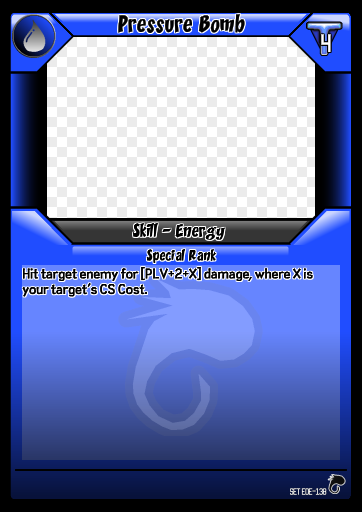 Pressure Bomb
4
Skill - Energy
Special Rank
Hit target enemy for [PLV+2+X] damage, where X is
your target's CS Cost.
SET EDE-138